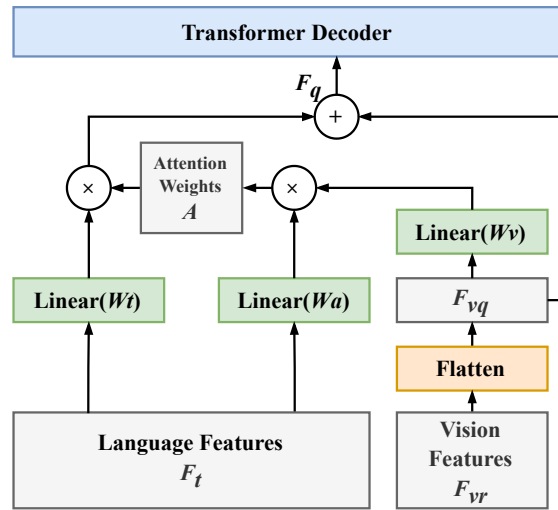 Transformer Decoder
F_q
+
Attention
Weights
A
×
×
Linear(Wv)
Linear(Wt)
Linear(Wa)
F_vq
Flatten
Language Features
F_t
Vision
Features
F_vr